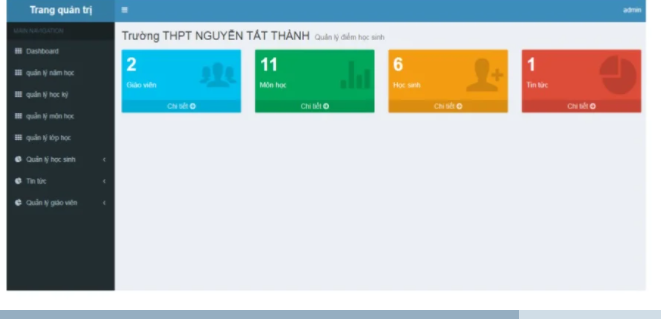 Trang quản trị
admin
MAIN NAVIGATION
Dashboard
quản lý năm học
quản lý học kỳ
quản lý môn học
quản lý lớp học
Quản lý học sinh
Tin tức
Quản lý giáo viên
Trường THPT NGUYỄN TẤT THÀNH Quản lý điểm học sinh
2
Giáo viên
Chi tiết
11
Môn học
Chi tiết
6
Học sinh
Chi tiết
1
Tin tức
Chi tiết